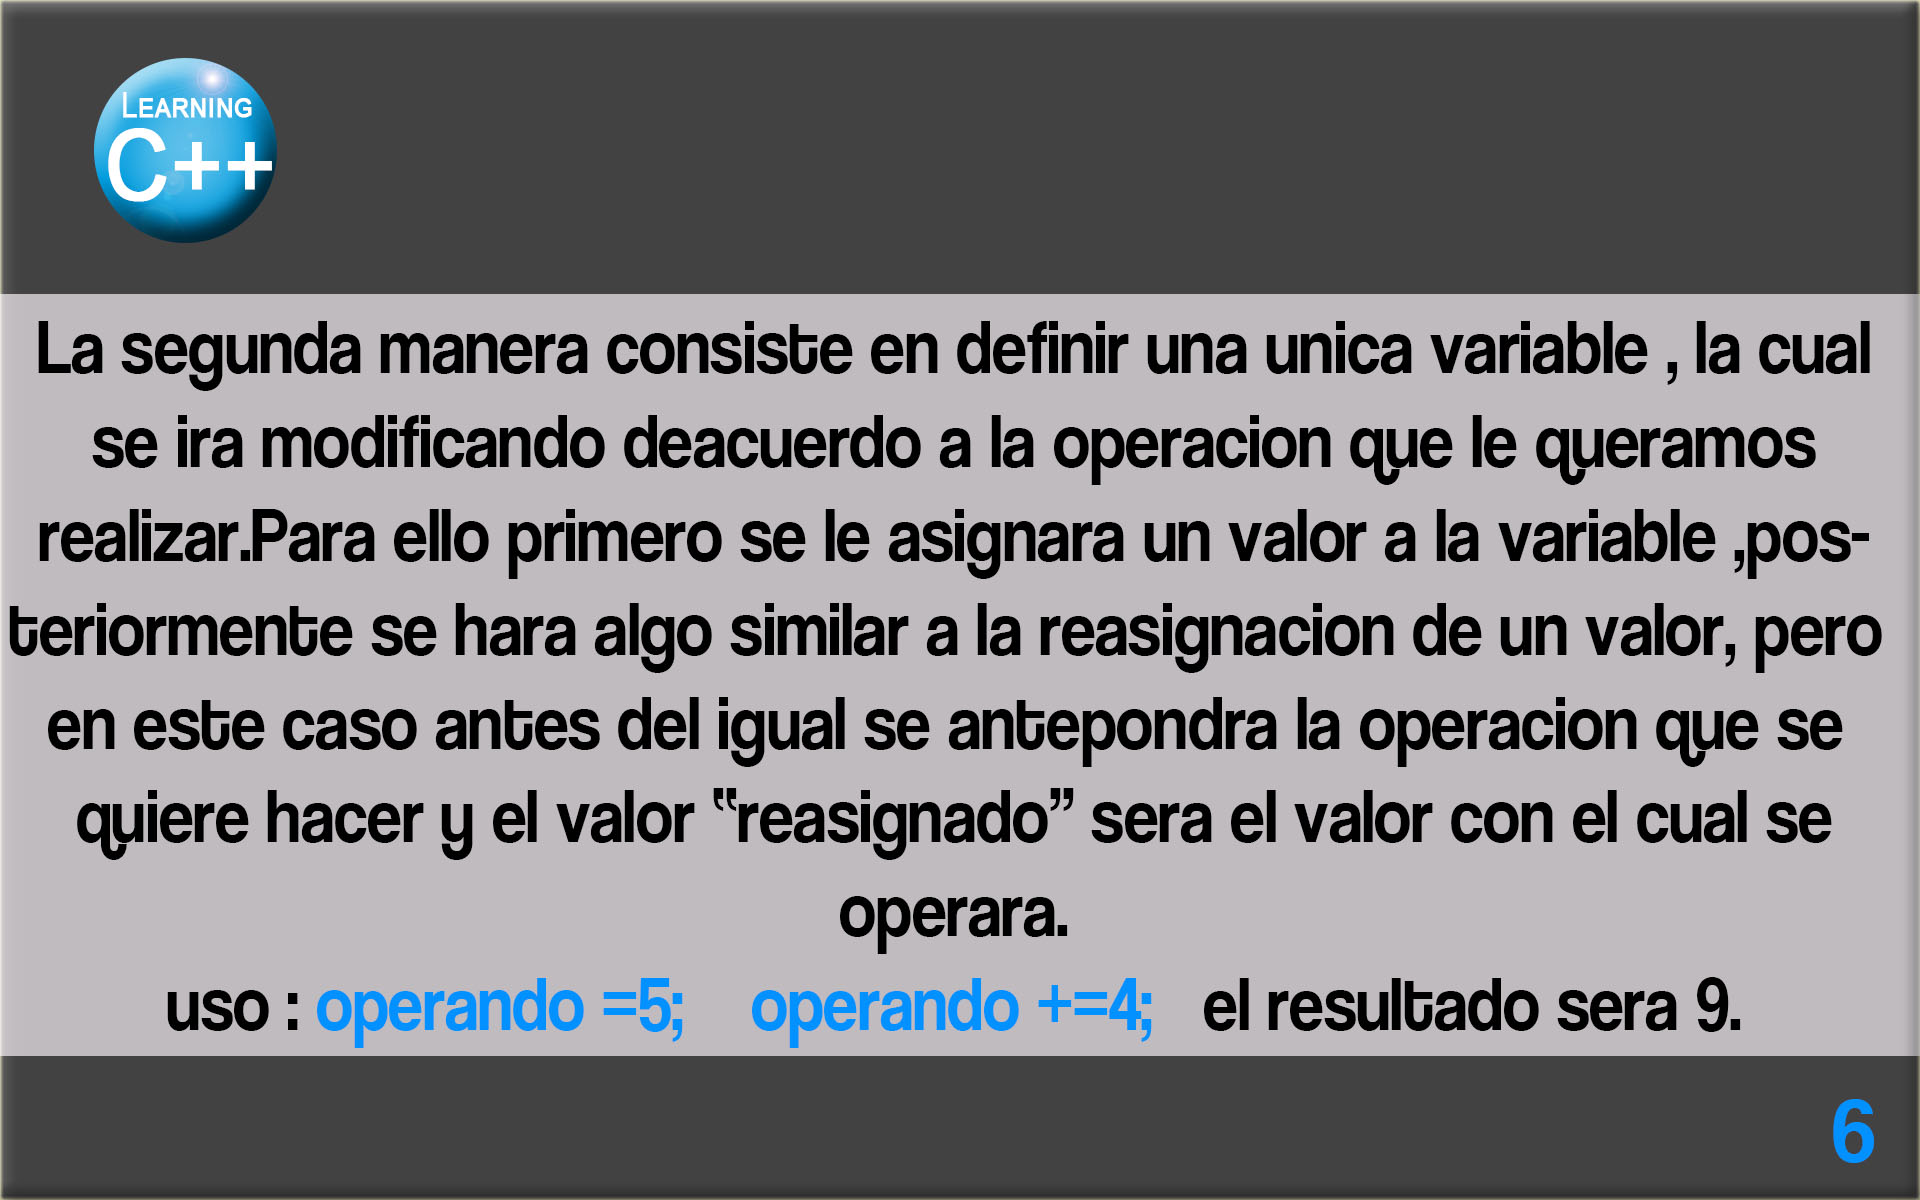 LEARNING
C++
La segunda manera consiste en definir una unica variable , la cual
se ira modificando deacuerdo a la operacion que le queramos
realizar.Para ello primero se le asignara un valor a la variable ,pos-
teriormente se hara algo similar a la reasignacion de un valor, pero
en este caso antes del igual se antepondra la operacion que se
quiere hacer y el valor “reasignado” sera el valor con el cual se
operara.
uso : operando =5; operando +=4; el resultado sera 9.
6